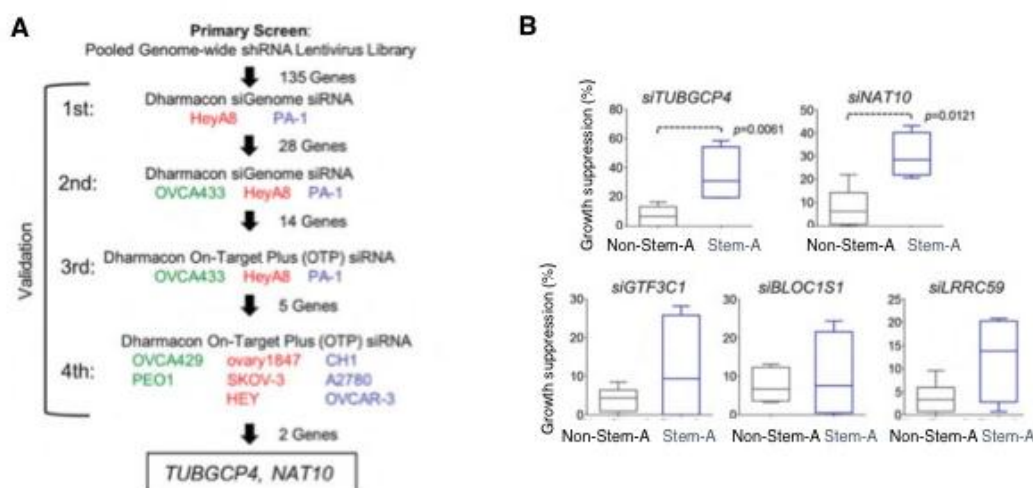 A
Primary Screen:
Pooled Genome-wide shRNA Lentivirus Library
135 Genes
1st:
Dharmacon siGenome siRNA
HeyA8 PA-1
28 Genes
2nd:
Dharmacon siGenome siRNA
OVCA433 HeyA8 PA-1
14 Genes
Validation
3rd:
Dharmacon On-Target Plus (OTP) siRNA
OVCA433 HeyA8 PA-1
5 Genes
4th:
Dharmacon On-Target Plus (OTP) siRNA
OVCA429 ovary1847 CH1
PEO1 SKOV-3 A2780
HEY OVCAR-3
2 Genes
TUBGCP4, NAT10
B
Growth suppression (%)
siTUBGCP4
80
60
40
20
0
p=0.0061
Non-Stem-A Stem-A
siNAT10
50
40
30
20
10
0
p=0.0121
Non-Stem-A Stem-A
Growth suppression (%)
siGTF3C1
30
20
10
0
Non-Stem-A Stem-A
siBLOC1S1
30
20
10
0
Non-Stem-A Stem-A
siLRRC59
25
20
15
10
5
0
Non-Stem-A Stem-A